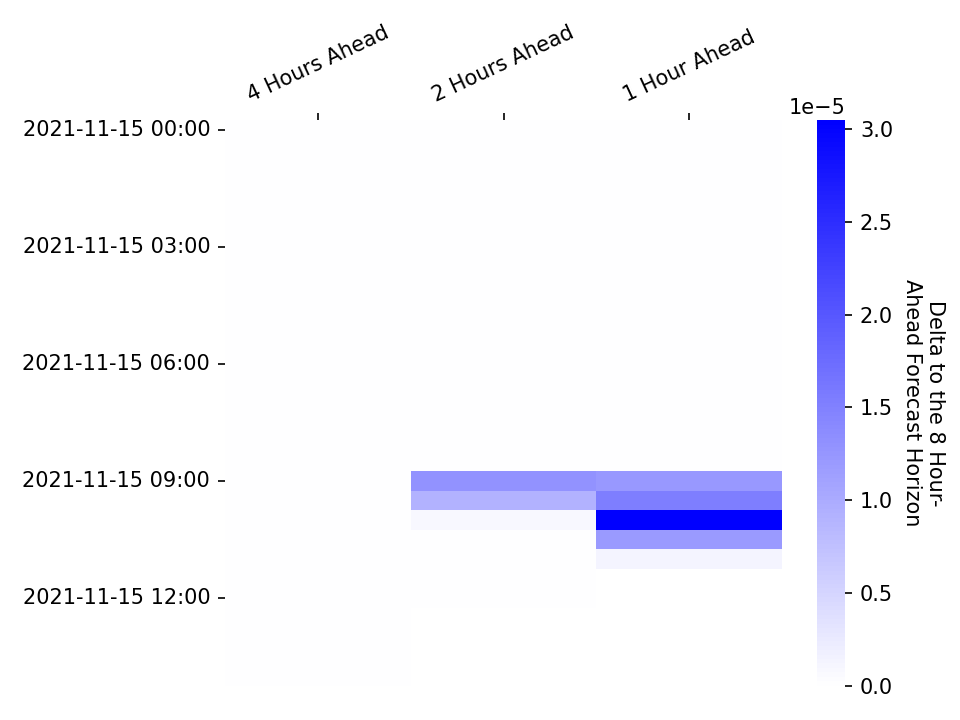 4 Hours Ahead
2 Hours Ahead
1 Hour Ahead
1e−5
2021-11-15 00:00
2021-11-15 03:00
2021-11-15 06:00
2021-11-15 09:00
2021-11-15 12:00
3.0
2.5
2.0
1.5
1.0
0.5
0.0
Delta to the 8 Hour-
Ahead Forecast Horizon